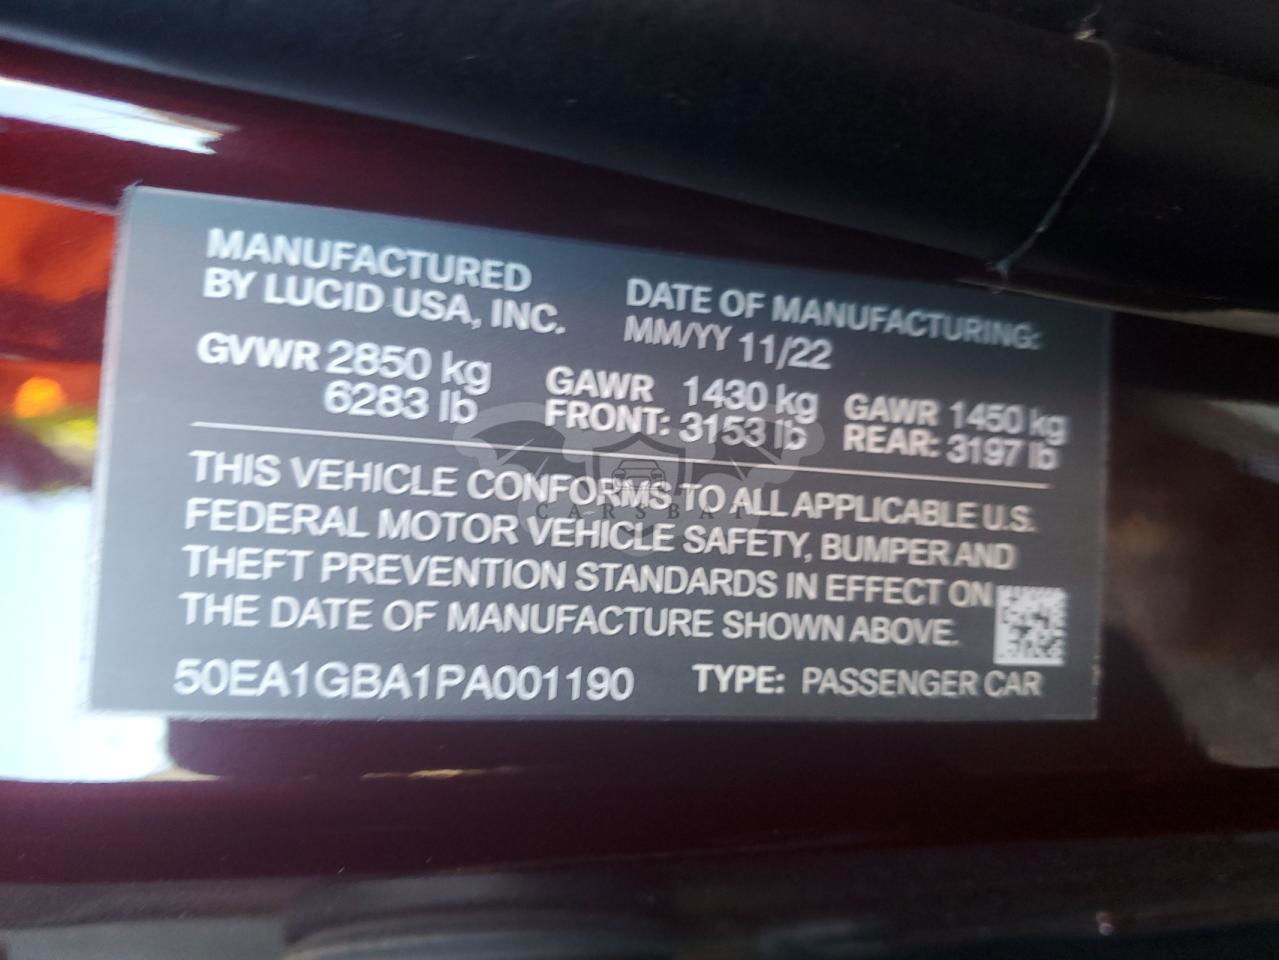 MANUFACTURED
BY LUCID USA, INC.
DATE OF MANUFACTURING:
MM/YY 11/22
GVWR 2850 kg
6283 lb
GAWR 1430 kg
FRONT: 3153 lb
GAWR 1450 kg
REAR: 3197 lb
THIS VEHICLE CONFORMS TO ALL APPLICABLE U.S.
FEDERAL MOTOR VEHICLE SAFETY, BUMPER AND
THEFT PREVENTION STANDARDS IN EFFECT ON
THE DATE OF MANUFACTURE SHOWN ABOVE.
50EA1GBA1PA001190 TYPE: PASSENGER CAR
CARSBAT